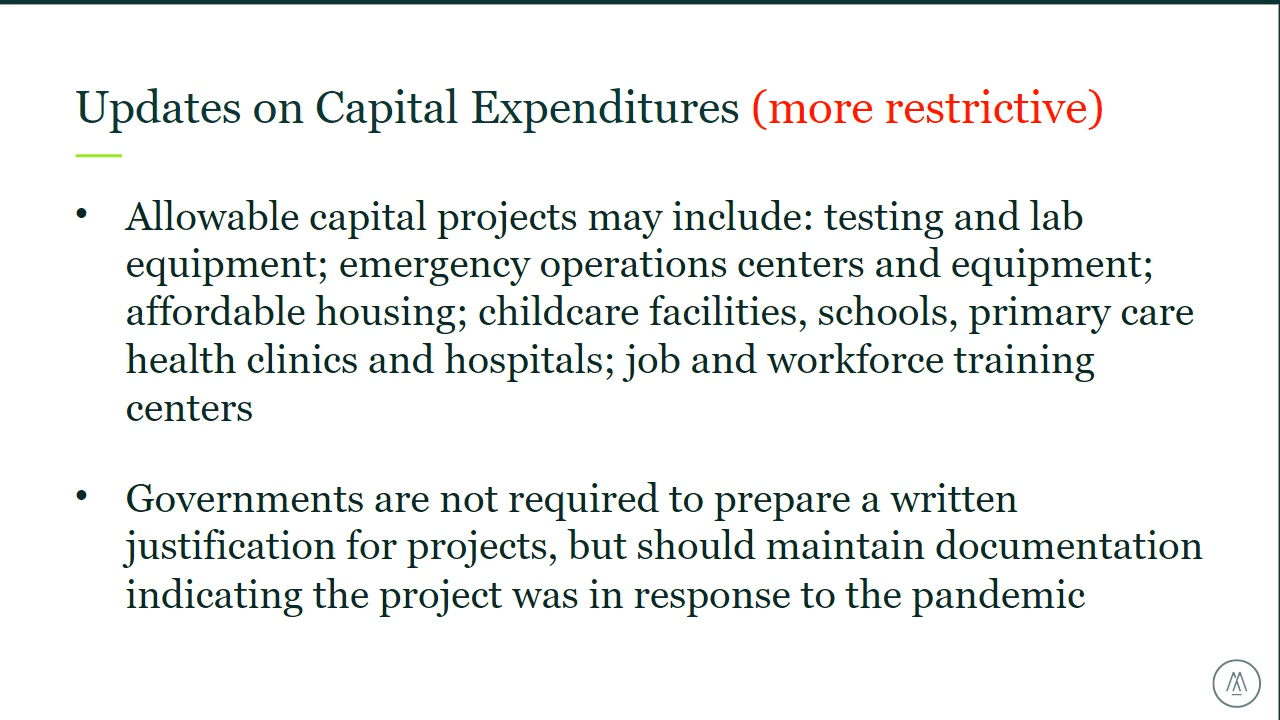 Updates on Capital Expenditures (more restrictive)
• Allowable capital projects may include: testing and lab
equipment; emergency operations centers and equipment;
affordable housing; childcare facilities, schools, primary care
health clinics and hospitals; job and workforce training
centers
• Governments are not required to prepare a written
justification for projects, but should maintain documentation
indicating the project was in response to the pandemic